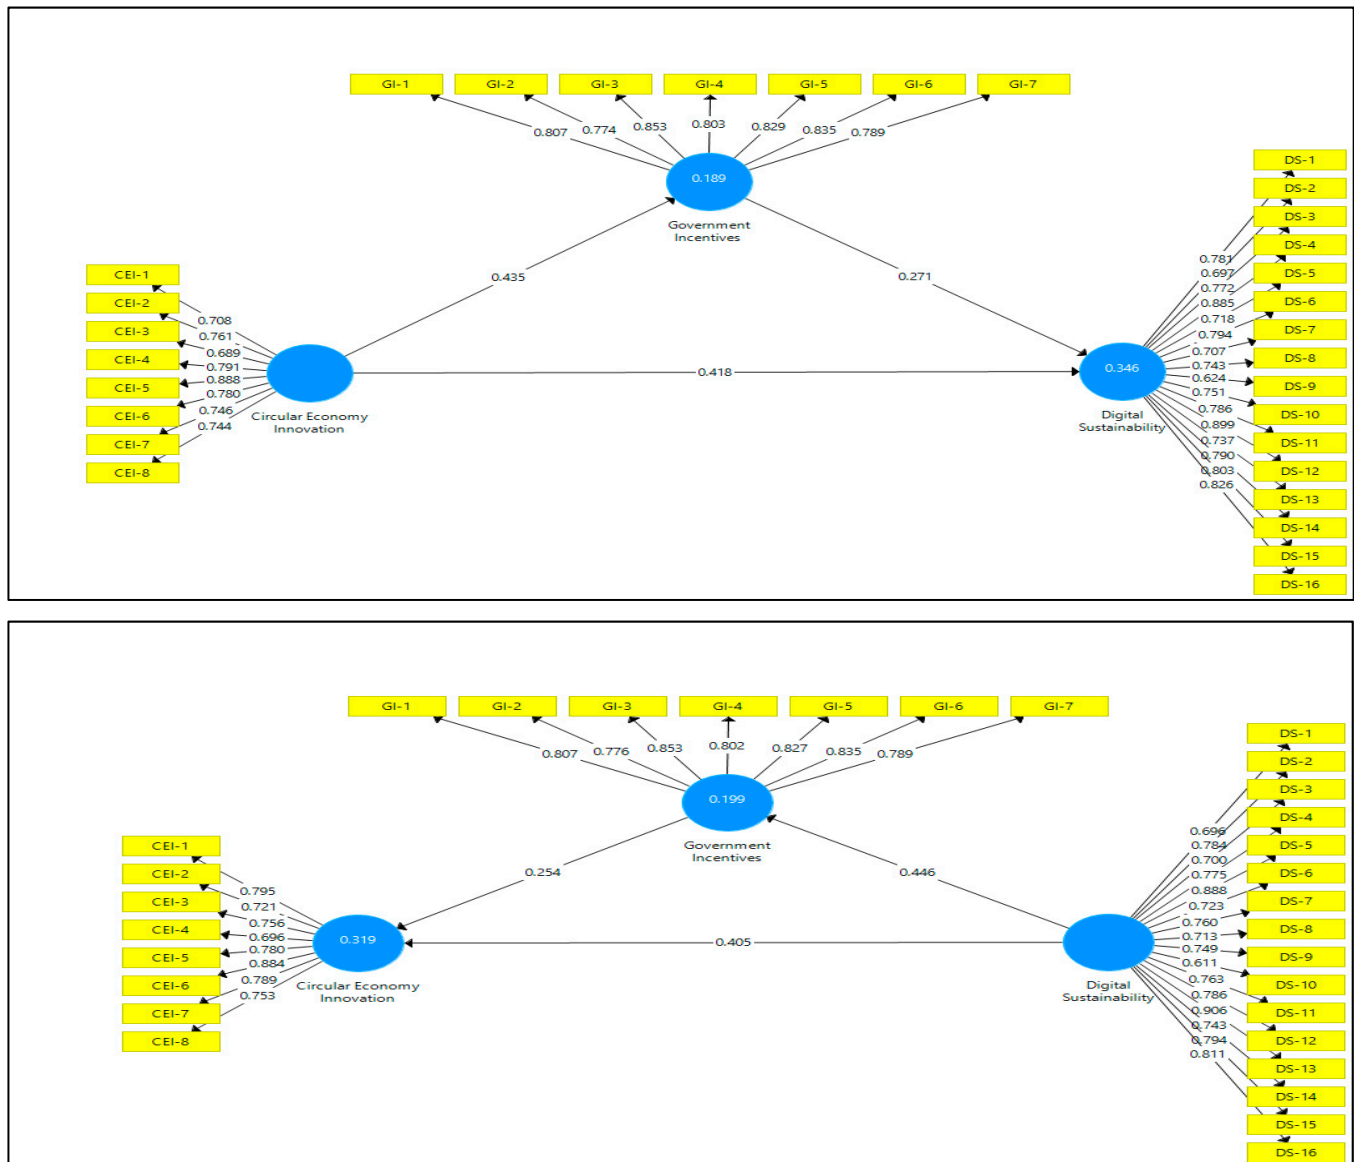 GI-1 GI-2 GI-3 GI-4 GI-5 GI-6 GI-7
0.807 0.774 0.853 0.803 0.829 0.835 0.789
0.189
Government
Incentives
0.435
0.271
CEI-1
CEI-2
CEI-3
CEI-4
CEI-5
CEI-6
CEI-7
CEI-8
0.708
0.761
0.689
0.791
0.888
0.780
0.746
0.744
Circular Economy
Innovation
0.418
0.346
Digital
Sustainability
0.781
0.697
0.772
0.885
0.718
0.794
0.707
0.743
0.624
0.751
0.786
0.899
0.737
0.790
0.803
0.826
DS-1
DS-2
DS-3
DS-4
DS-5
DS-6
DS-7
DS-8
DS-9
DS-10
DS-11
DS-12
DS-13
DS-14
DS-15
DS-16
GI-1 GI-2 GI-3 GI-4 GI-5 GI-6 GI-7
0.807 0.776 0.853 0.802 0.827 0.835 0.789
0.199
Government
Incentives
0.254
0.446
CEI-1
CEI-2
CEI-3
CEI-4
CEI-5
CEI-6
CEI-7
CEI-8
0.795
0.721
0.756
0.696
0.780
0.884
0.789
0.753
0.319
Circular Economy
Innovation
0.405
Digital
Sustainability
0.696
0.784
0.700
0.775
0.888
0.723
0.760
0.713
0.749
0.611
0.763
0.786
0.906
0.743
0.794
0.811
DS-1
DS-2
DS-3
DS-4
DS-5
DS-6
DS-7
DS-8
DS-9
DS-10
DS-11
DS-12
DS-13
DS-14
DS-15
DS-16